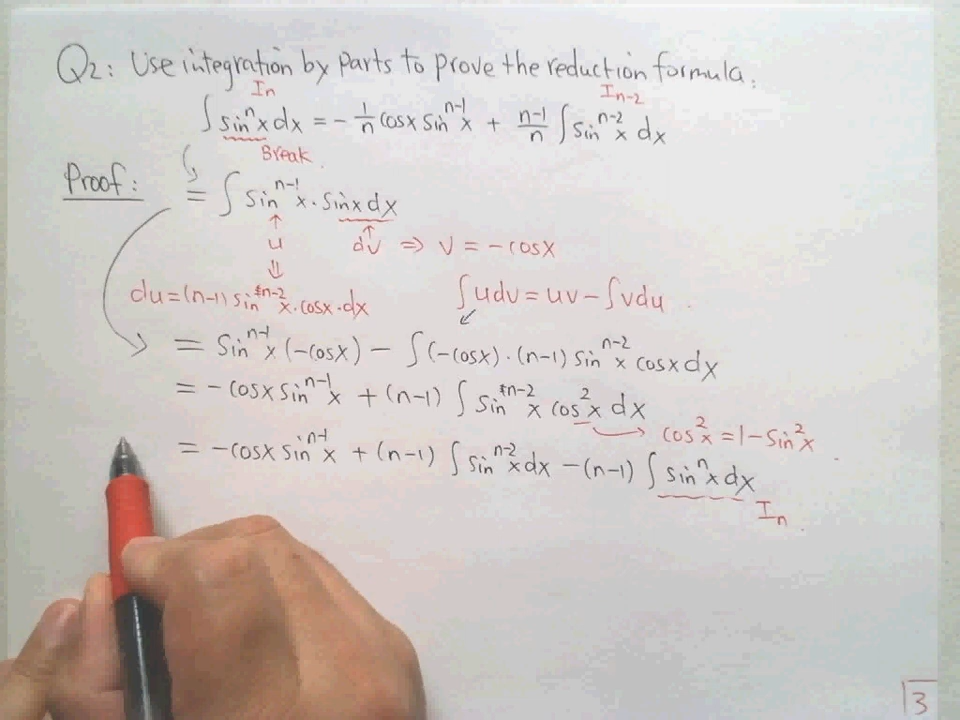 Q2: Use integration by parts to prove the reduction formula.
Iₙ Iₙ₋₂
∫ sinⁿx dx = - 1/n cosx sinⁿ⁻¹x + (n-1)/n ∫ sinⁿ⁻²x dx
Break
Proof: = ∫ sinⁿ⁻¹x · sinx dx
↑ u ⇓ ↑ dv ⇒ v = -cosx
du = (n-1) sinⁿ⁻²x · cosx · dx ∫ u dv = uv - ∫ v du .
= sinⁿ⁻¹x (-cosx) - ∫ (-cosx) · (n-1) sinⁿ⁻²x cosx dx
= - cosx sinⁿ⁻¹x + (n-1) ∫ sinⁿ⁻²x cos²x dx
→ cos²x = 1 - sin²x
= - cosx sinⁿ⁻¹x + (n-1) ∫ sinⁿ⁻²x dx - (n-1) ∫ sinⁿx dx
Iₙ .
3